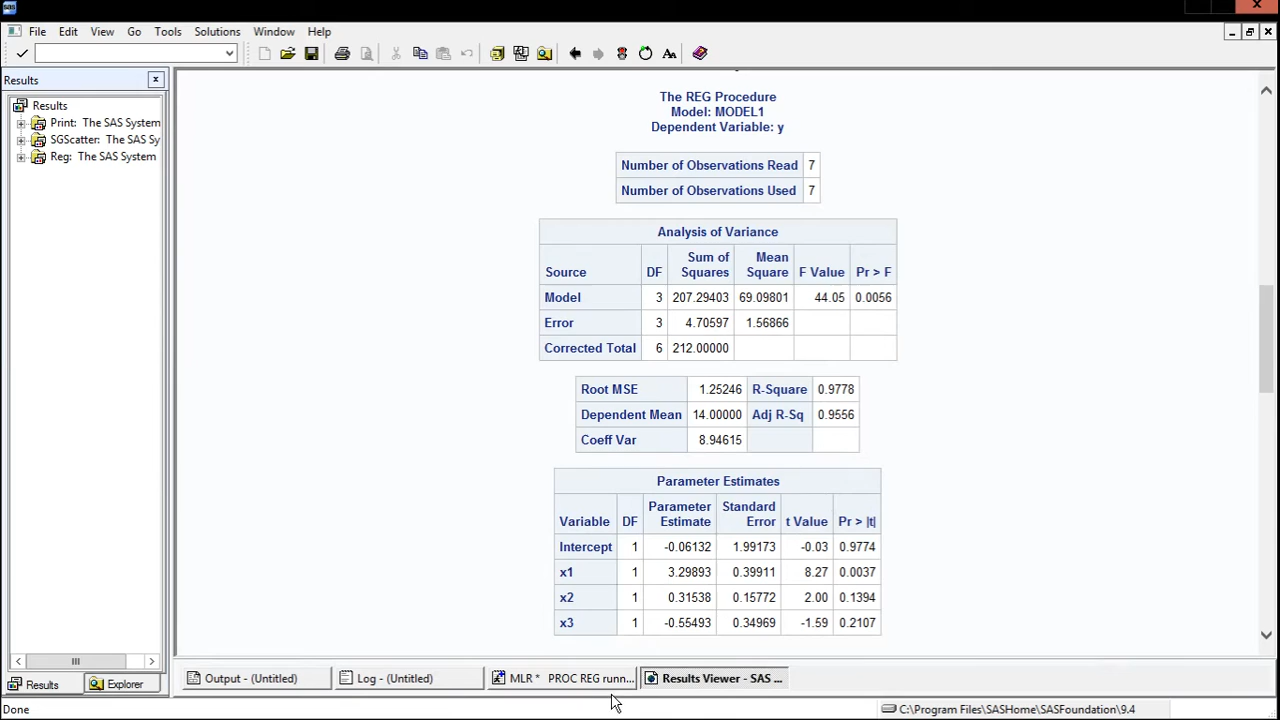 sas
File Edit View Go Tools Solutions Window Help
Results
Results
Print: The SAS System
SGScatter: The SAS Sy
Reg: The SAS System
The REG Procedure
Model: MODEL1
Dependent Variable: y
Number of Observations Read 7
Number of Observations Used 7
Analysis of Variance
Source DF Sum of Squares Mean Square F Value Pr > F
Model 3 207.29403 69.09801 44.05 0.0056
Error 3 4.70597 1.56866
Corrected Total 6 212.00000
Root MSE 1.25246 R-Square 0.9778
Dependent Mean 14.00000 Adj R-Sq 0.9556
Coeff Var 8.94615
Parameter Estimates
Variable DF Parameter Estimate Standard Error t Value Pr > |t|
Intercept 1 -0.06132 1.99173 -0.03 0.9774
x1 1 3.29893 0.39911 8.27 0.0037
x2 1 0.31538 0.15772 2.00 0.1394
x3 1 -0.55493 0.34969 -1.59 0.2107
Results Explorer
Output - (Untitled) Log - (Untitled) MLR * PROC REG runn... Results Viewer - SAS ...
Done C:\Program Files\SASHome\SASFoundation\9.4